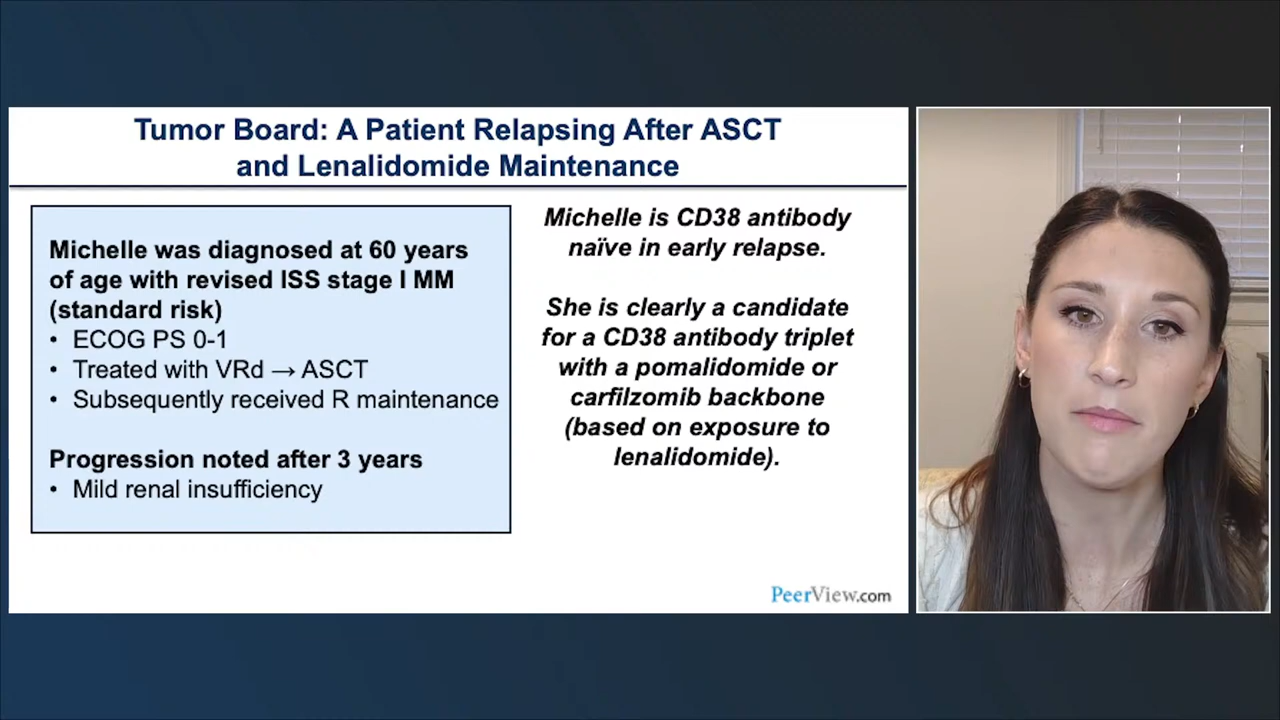 Tumor Board: A Patient Relapsing After ASCT
and Lenalidomide Maintenance
Michelle was diagnosed at 60 years
of age with revised ISS stage I MM
(standard risk)
• ECOG PS 0-1
• Treated with VRd → ASCT
• Subsequently received R maintenance
Progression noted after 3 years
• Mild renal insufficiency
Michelle is CD38 antibody
naïve in early relapse.
She is clearly a candidate
for a CD38 antibody triplet
with a pomalidomide or
carfilzomib backbone
(based on exposure to
lenalidomide).
PeerView.com